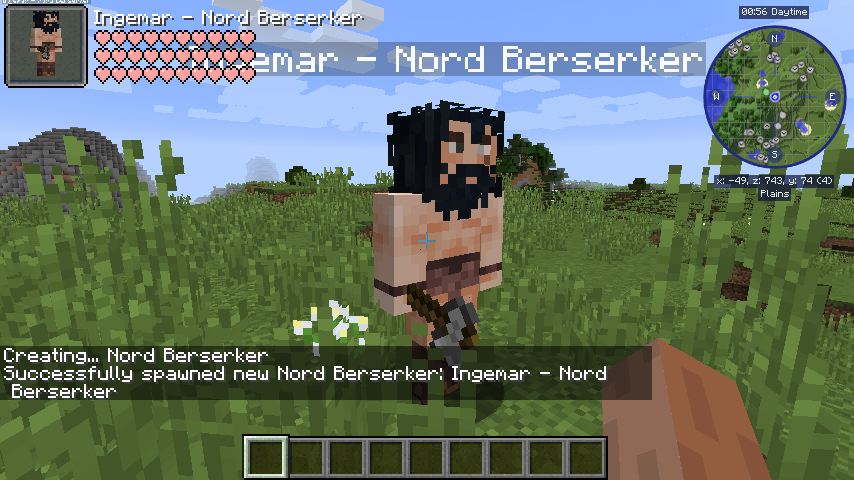 Ingemar – Nord Berserker
00:56 Daytime
Ingemar – Nord Berserker
N
W
E
S
x: -49, z: 743, y: 74 (4)
Plains
Creating... Nord Berserker
Successfully spawned new Nord Berserker: Ingemar – Nord
Berserker